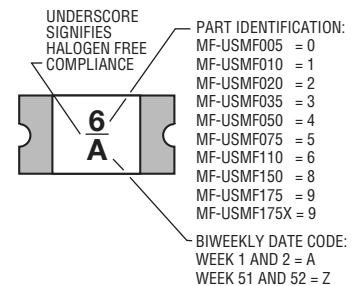 UNDERSCORE
SIGNIFIES
HALOGEN FREE
COMPLIANCE
6
A
PART IDENTIFICATION:
MF-USMF005 = 0
MF-USMF010 = 1
MF-USMF020 = 2
MF-USMF035 = 3
MF-USMF050 = 4
MF-USMF075 = 5
MF-USMF110 = 6
MF-USMF150 = 8
MF-USMF175 = 9
MF-USMF175X = 9
BIWEEKLY DATE CODE:
WEEK 1 AND 2 = A
WEEK 51 AND 52 = Z